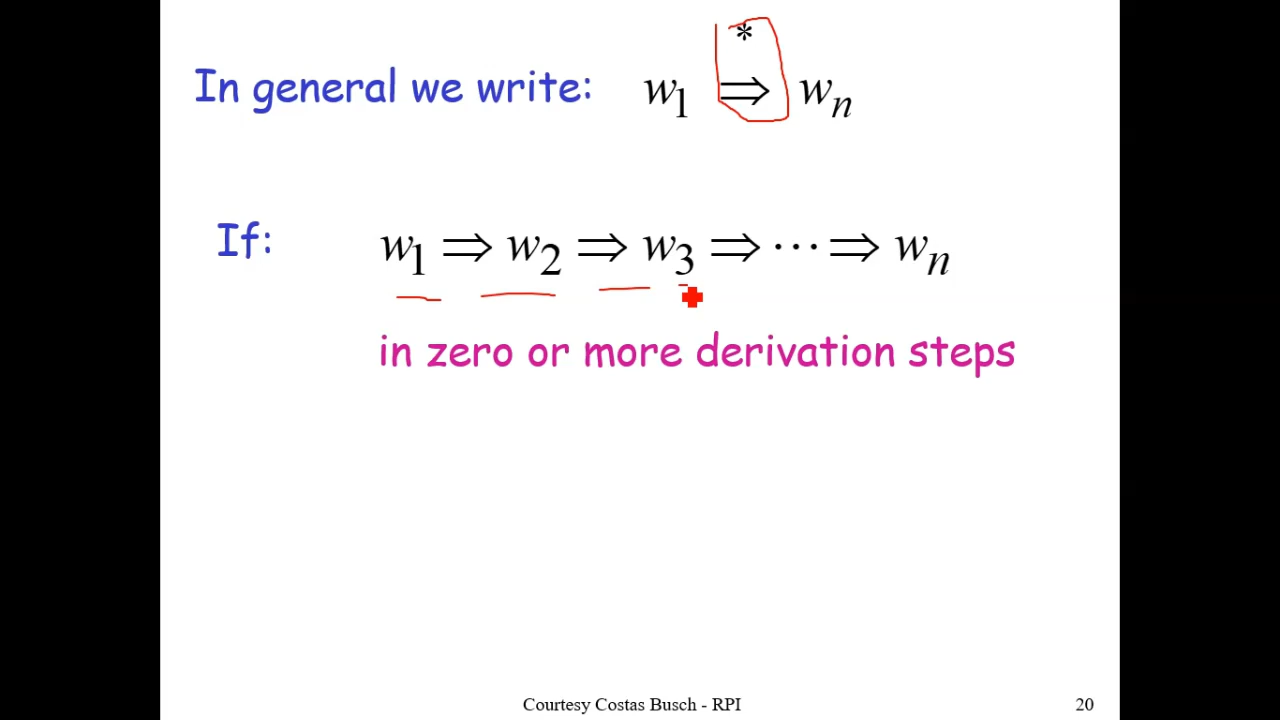 In general we write: w₁ ⇒* wₙ
If: w₁ ⇒ w₂ ⇒ w₃ ⇒ ⋯ ⇒ wₙ
in zero or more derivation steps
Courtesy Costas Busch - RPI 20